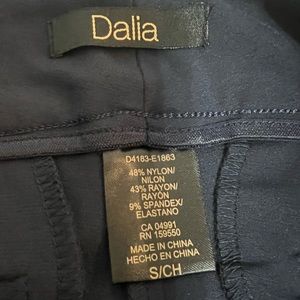 Dalia
D4183-E1863
48% NYLON/
NILON
43% RAYON/
RAYÓN
9% SPANDEX/
ELASTANO
CA 04991
RN 159550
MADE IN CHINA
HECHO EN CHINA
S/CH